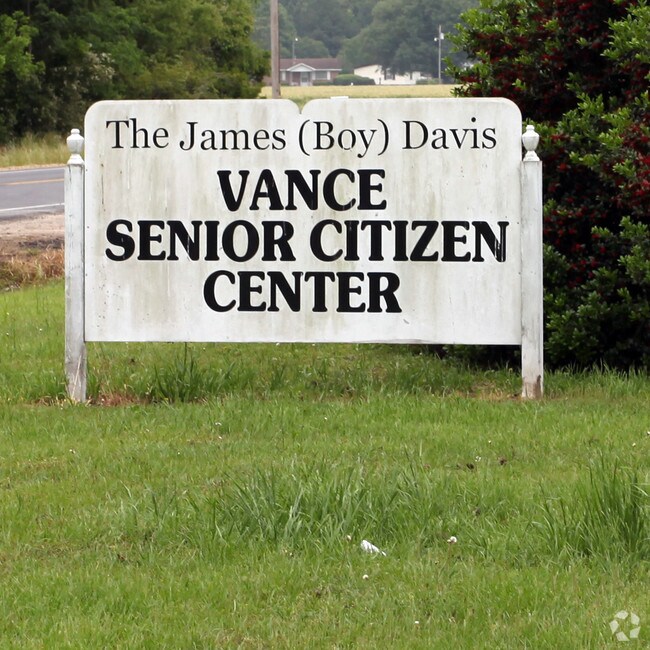 The James (Boy) Davis
VANCE
SENIOR CITIZEN
CENTER